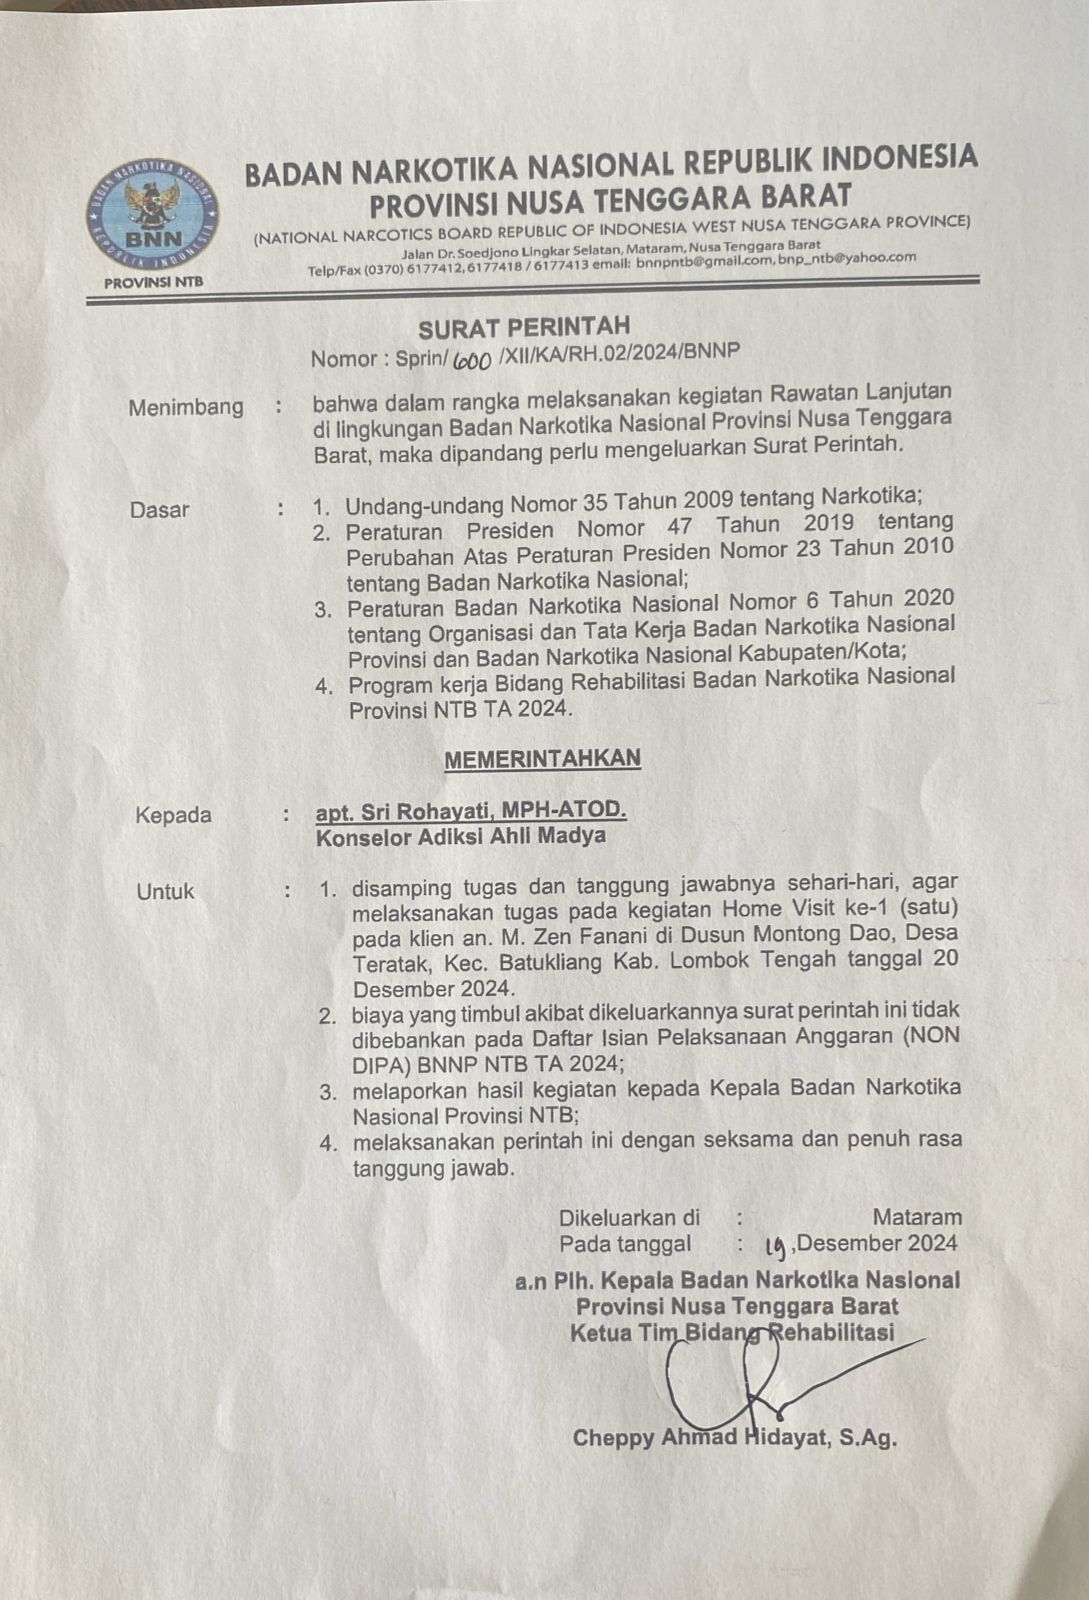 BADAN NARKOTIKA NASIONAL
BNN
REPUBLIK INDONESIA
PROVINSI NTB
BADAN NARKOTIKA NASIONAL REPUBLIK INDONESIA
PROVINSI NUSA TENGGARA BARAT
(NATIONAL NARCOTICS BOARD REPUBLIC OF INDONESIA WEST NUSA TENGGARA PROVINCE)
Jalan Dr. Soedjono Lingkar Selatan, Mataram, Nusa Tenggara Barat
Telp/Fax (0370) 6177412, 6177418 / 6177413 email: bnnpntb@gmail.com, bnp_ntb@yahoo.com
SURAT PERINTAH
Nomor : Sprin/ 600 /XII/KA/RH.02/2024/BNNP
Menimbang : bahwa dalam rangka melaksanakan kegiatan Rawatan Lanjutan
di lingkungan Badan Narkotika Nasional Provinsi Nusa Tenggara
Barat, maka dipandang perlu mengeluarkan Surat Perintah.
Dasar : 1. Undang-undang Nomor 35 Tahun 2009 tentang Narkotika;
2. Peraturan Presiden Nomor 47 Tahun 2019 tentang
Perubahan Atas Peraturan Presiden Nomor 23 Tahun 2010
tentang Badan Narkotika Nasional;
3. Peraturan Badan Narkotika Nasional Nomor 6 Tahun 2020
tentang Organisasi dan Tata Kerja Badan Narkotika Nasional
Provinsi dan Badan Narkotika Nasional Kabupaten/Kota;
4. Program kerja Bidang Rehabilitasi Badan Narkotika Nasional
Provinsi NTB TA 2024.
MEMERINTAHKAN
Kepada : apt. Sri Rohayati, MPH-ATOD.
Konselor Adiksi Ahli Madya
Untuk : 1. disamping tugas dan tanggung jawabnya sehari-hari, agar
melaksanakan tugas pada kegiatan Home Visit ke-1 (satu)
pada klien an. M. Zen Fanani di Dusun Montong Dao, Desa
Teratak, Kec. Batukliang Kab. Lombok Tengah tanggal 20
Desember 2024.
2. biaya yang timbul akibat dikeluarkannya surat perintah ini tidak
dibebankan pada Daftar Isian Pelaksanaan Anggaran (NON
DIPA) BNNP NTB TA 2024;
3. melaporkan hasil kegiatan kepada Kepala Badan Narkotika
Nasional Provinsi NTB;
4. melaksanakan perintah ini dengan seksama dan penuh rasa
tanggung jawab.
Dikeluarkan di : Mataram
Pada tanggal : 19 ,Desember 2024
a.n Plh. Kepala Badan Narkotika Nasional
Provinsi Nusa Tenggara Barat
Ketua Tim Bidang Rehabilitasi
Cheppy Ahmad Hidayat, S.Ag.